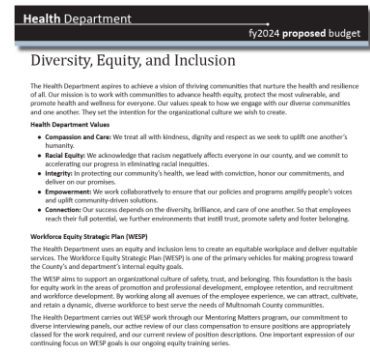 Health Department
fy2024 proposed budget
Diversity, Equity, and Inclusion
The Health Department aspires to achieve a vision of thriving communities that nurture the health and resilience
of all. Our mission is to work with communities to advance health equity, protect the most vulnerable, and
promote health and wellness for everyone. Our values speak to how we engage with our diverse communities
and one another. They set the intention for the organizational culture we wish to create.
Health Department Values
• Compassion and Care: We treat all with kindness, dignity and respect as we seek to uplift one another's
humanity.
• Racial Equity: We acknowledge that racism negatively affects everyone in our county, and we commit to
accelerating our progress in eliminating racial inequities.
• Integrity: In protecting our community's health, we lead with conviction, honor our commitments, and
deliver on our promises.
• Empowerment: We work collaboratively to ensure that our policies and programs amplify people's voices
and uplift community-driven solutions.
• Connection: Our success depends on the diversity, brilliance, and care of one another. So that employees
reach their full potential, we further environments that instill trust, promote safety and foster belonging.
Workforce Equity Strategic Plan (WESP)
The Health Department uses an equity and inclusion lens to create an equitable workplace and deliver equitable
services. The Workforce Equity Strategic Plan (WESP) is one of the primary vehicles for making progress toward
the County's and department's internal equity goals.
The WESP aims to support an organizational culture of safety, trust, and belonging. This foundation is the basis
for equity work in the areas of promotion and professional development, employee retention, and recruitment
and workforce development. By working along all avenues of the employee experience, we can attract, cultivate,
and retain a dynamic, diverse workforce to best serve the needs of Multnomah County communities.
The Health Department carries out WESP work through our Mentoring Matters program, our commitment to
diverse interviewing panels, our active review of our class compensation to ensure positions are appropriately
classed for the work required, and our current review of position descriptions. One important expression of our
continuing focus on WESP goals is our ongoing equity training series.